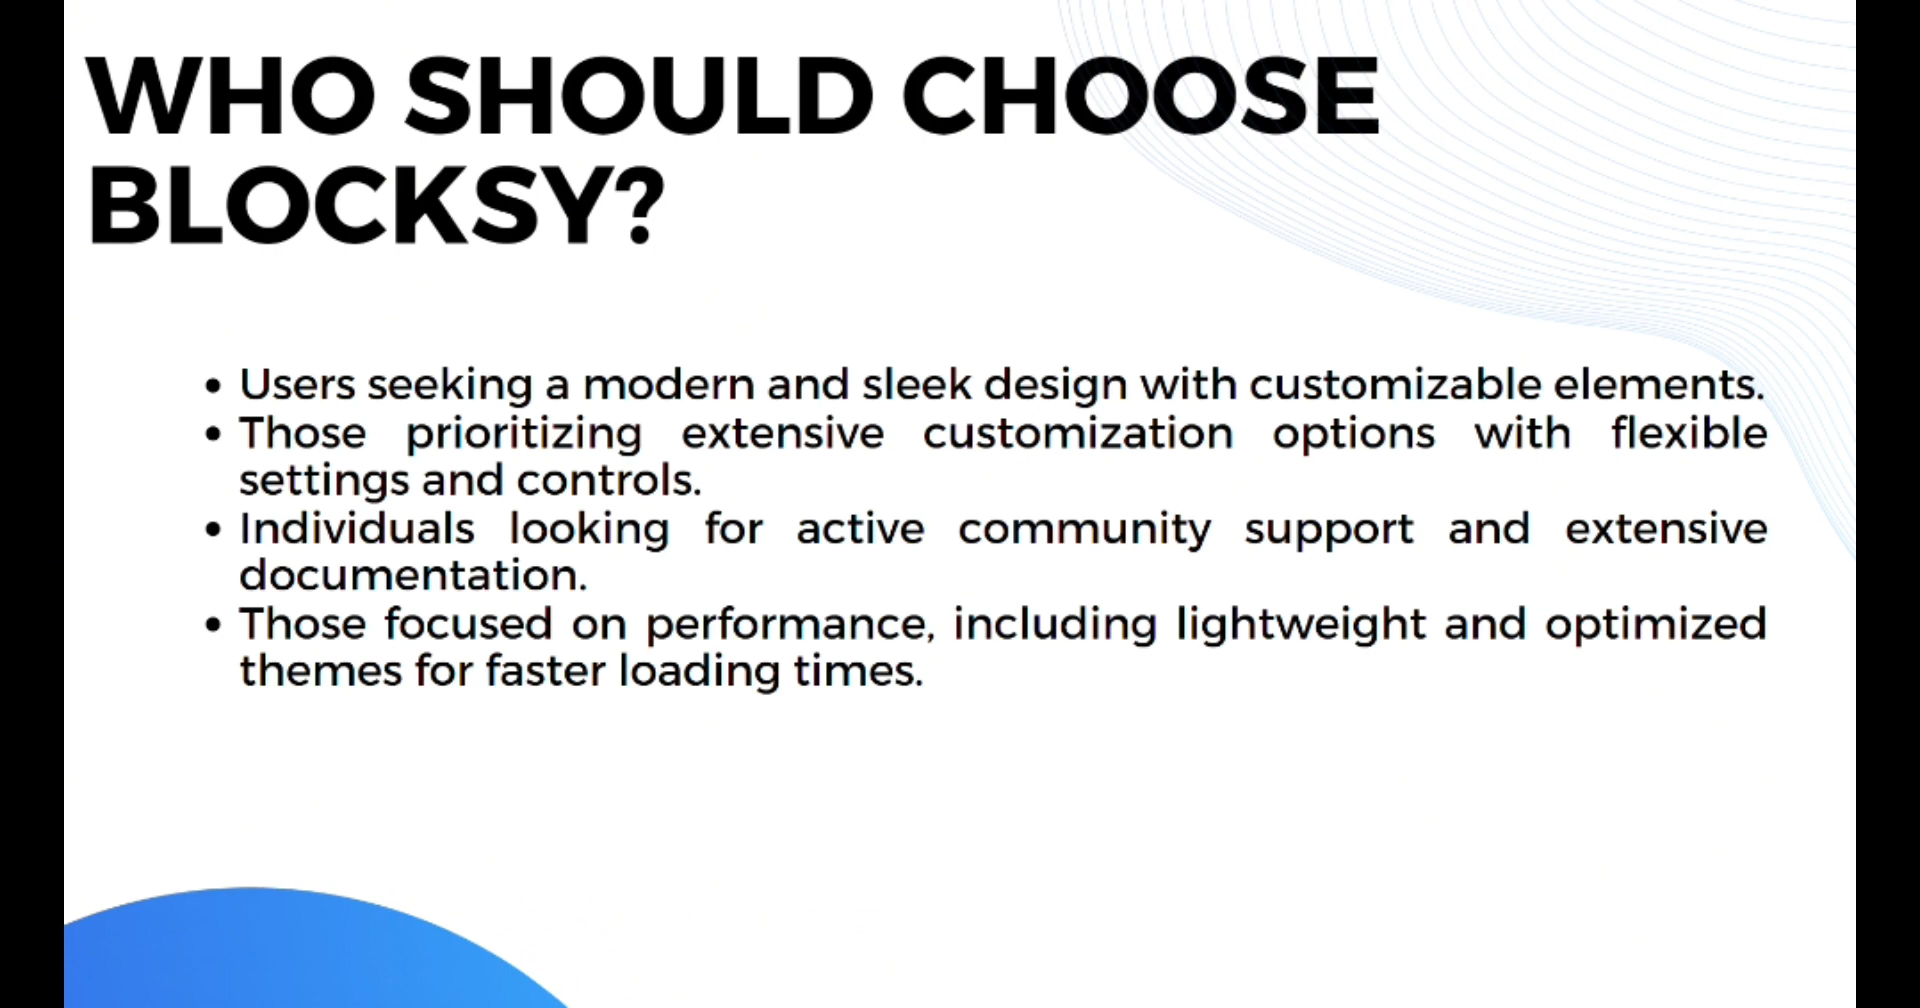 WHO SHOULD CHOOSE
BLOCKSY?
• Users seeking a modern and sleek design with customizable elements.
• Those prioritizing extensive customization options with flexible
settings and controls.
• Individuals looking for active community support and extensive
documentation.
• Those focused on performance, including lightweight and optimized
themes for faster loading times.